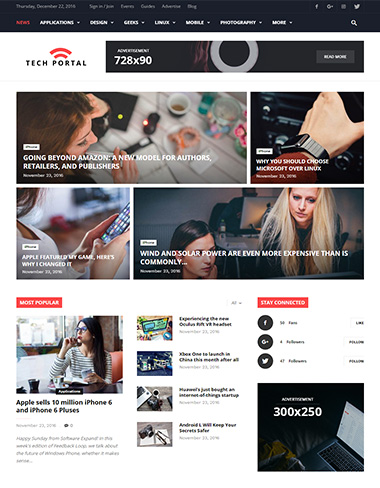 Thursday, December 22, 2016 Sign in / Join Events Guides Advertise Blog
NEWS APPLICATIONS DESIGN GEEKS LINUX MOBILE PHOTOGRAPHY MORE
TECH PORTAL
ADVERTISEMENT
728x90
READ MORE
iPhone
GOING BEYOND AMAZON: A NEW MODEL FOR AUTHORS,
RETAILERS, AND PUBLISHERS
November 23, 2016
iPhone
WHY YOU SHOULD CHOOSE
MICROSOFT OVER LINUX
November 23, 2016
iPhone
APPLE FEATURED MY GAME, HERE'S
WHY I CHANGED IT
November 23, 2016
iPhone
WIND AND SOLAR POWER ARE EVEN MORE EXPENSIVE THAN IS
COMMONLY...
November 23, 2016
MOST POPULAR
All
Applications
Apple sells 10 million iPhone 6
and iPhone 6 Pluses
November 23, 2016 0
Happy Sunday from Software Expand! In this
week's edition of Feedback Loop, we talk
about the future of Windows Phone, whether it makes
sense...
Experiencing the new
Oculus Rift VR headset
November 23, 2016
Xbox One to launch in
China this month after all
November 23, 2016
Huawei's just bought an
internet-of-things startup
November 23, 2016
Android L Will Keep Your
Secrets Safer
November 23, 2016
STAY CONNECTED
50 Fans LIKE
4 Followers FOLLOW
47 Followers FOLLOW
ADVERTISEMENT
300x250